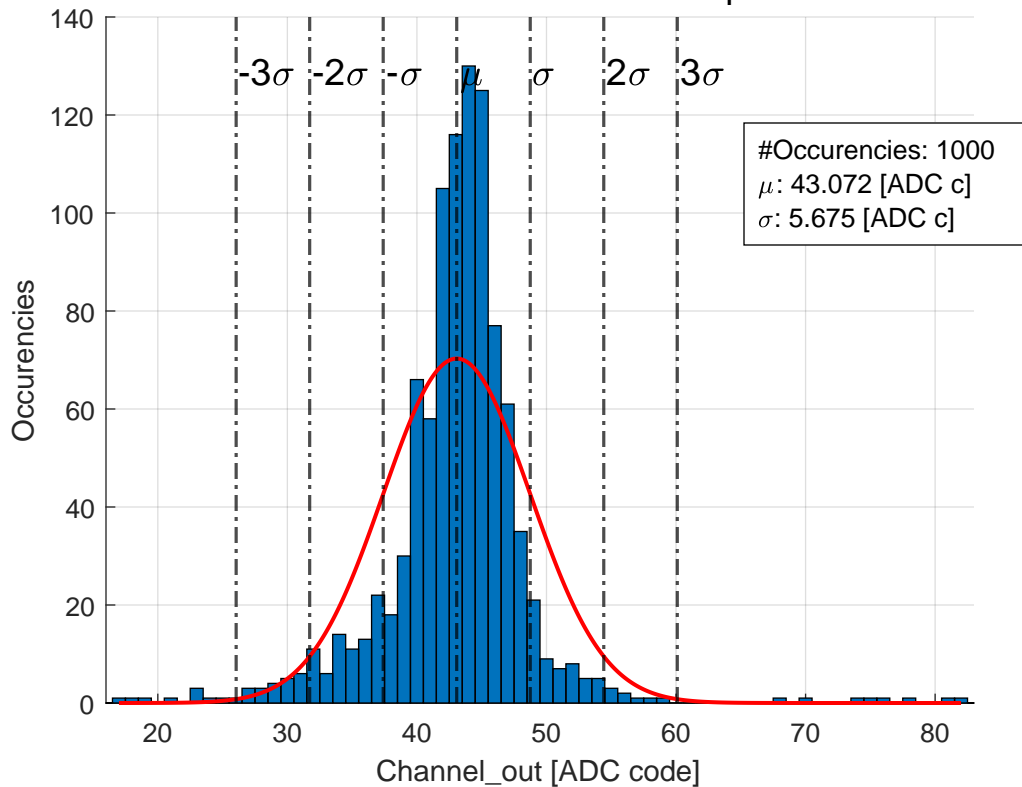 140
120
100
80
60
40
20
0
Occurencies
-3σ -2σ -σ μ σ 2σ 3σ
#Occurencies: 1000
μ: 43.072 [ADC c]
σ: 5.675 [ADC c]
20 30 40 50 60 70 80
Channel_out [ADC code]